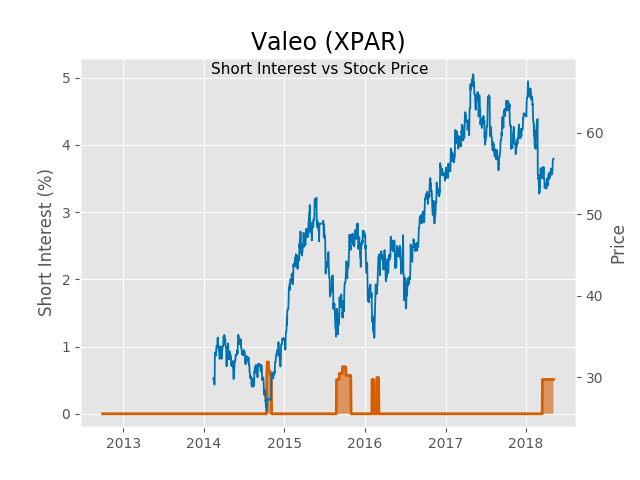 Valeo (XPAR)
Short Interest vs Stock Price
Short Interest (%)
5
4
3
2
1
0
60
50
40
30
Price
2013 2014 2015 2016 2017 2018